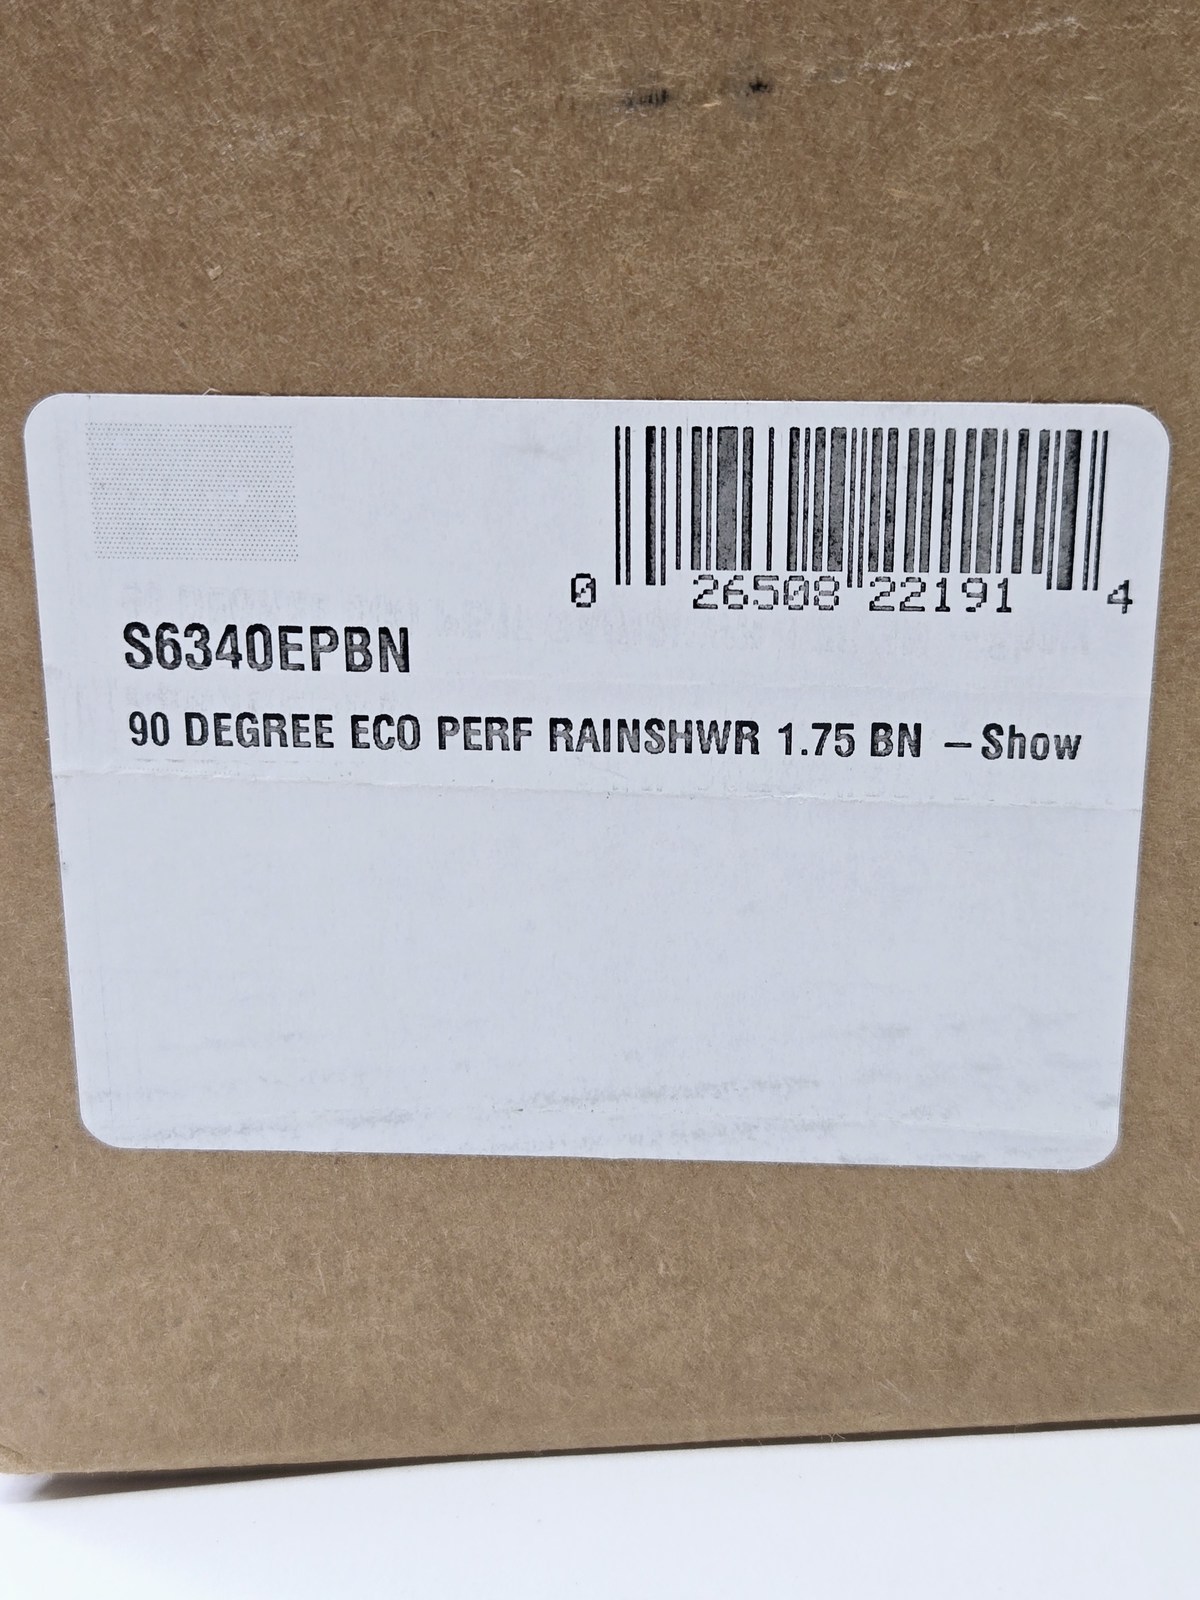 0 26508 22191 4
S6340EPBN
90 DEGREE ECO PERF RAINSHWR 1.75 BN – Show